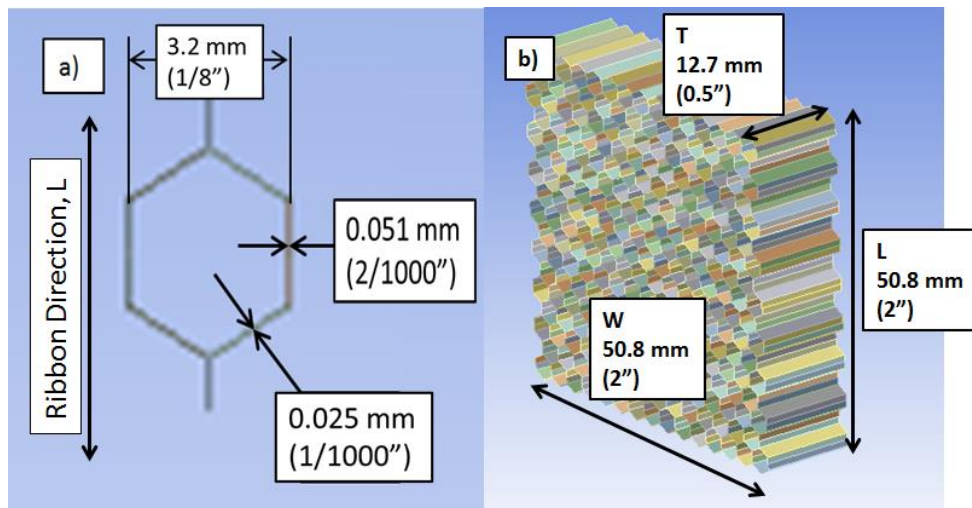 a)
3.2 mm
(1/8”)
Ribbon Direction, L
0.051 mm
(2/1000”)
0.025 mm
(1/1000”)
b)
T
12.7 mm
(0.5”)
L
50.8 mm
(2”)
W
50.8 mm
(2”)